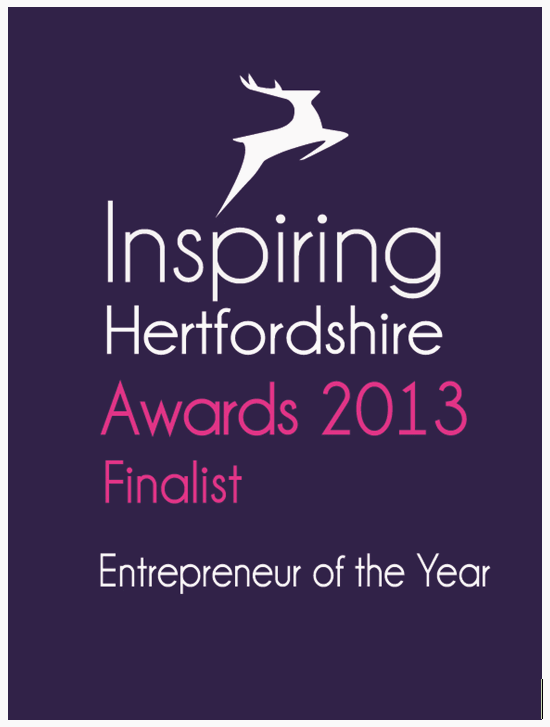 Inspiring
Hertfordshire
Awards 2013
Finalist
Entrepreneur of the Year